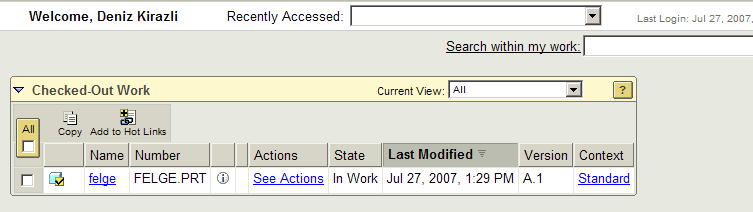 Welcome, Deniz Kirazli Recently Accessed: Last Login: Jul 27, 2007,
Search within my work:
Checked-Out Work Current View: All ?
All Copy Add to Hot Links
Name Number Actions State Last Modified Version Context
felge FELGE.PRT See Actions In Work Jul 27, 2007, 1:29 PM A.1 Standard